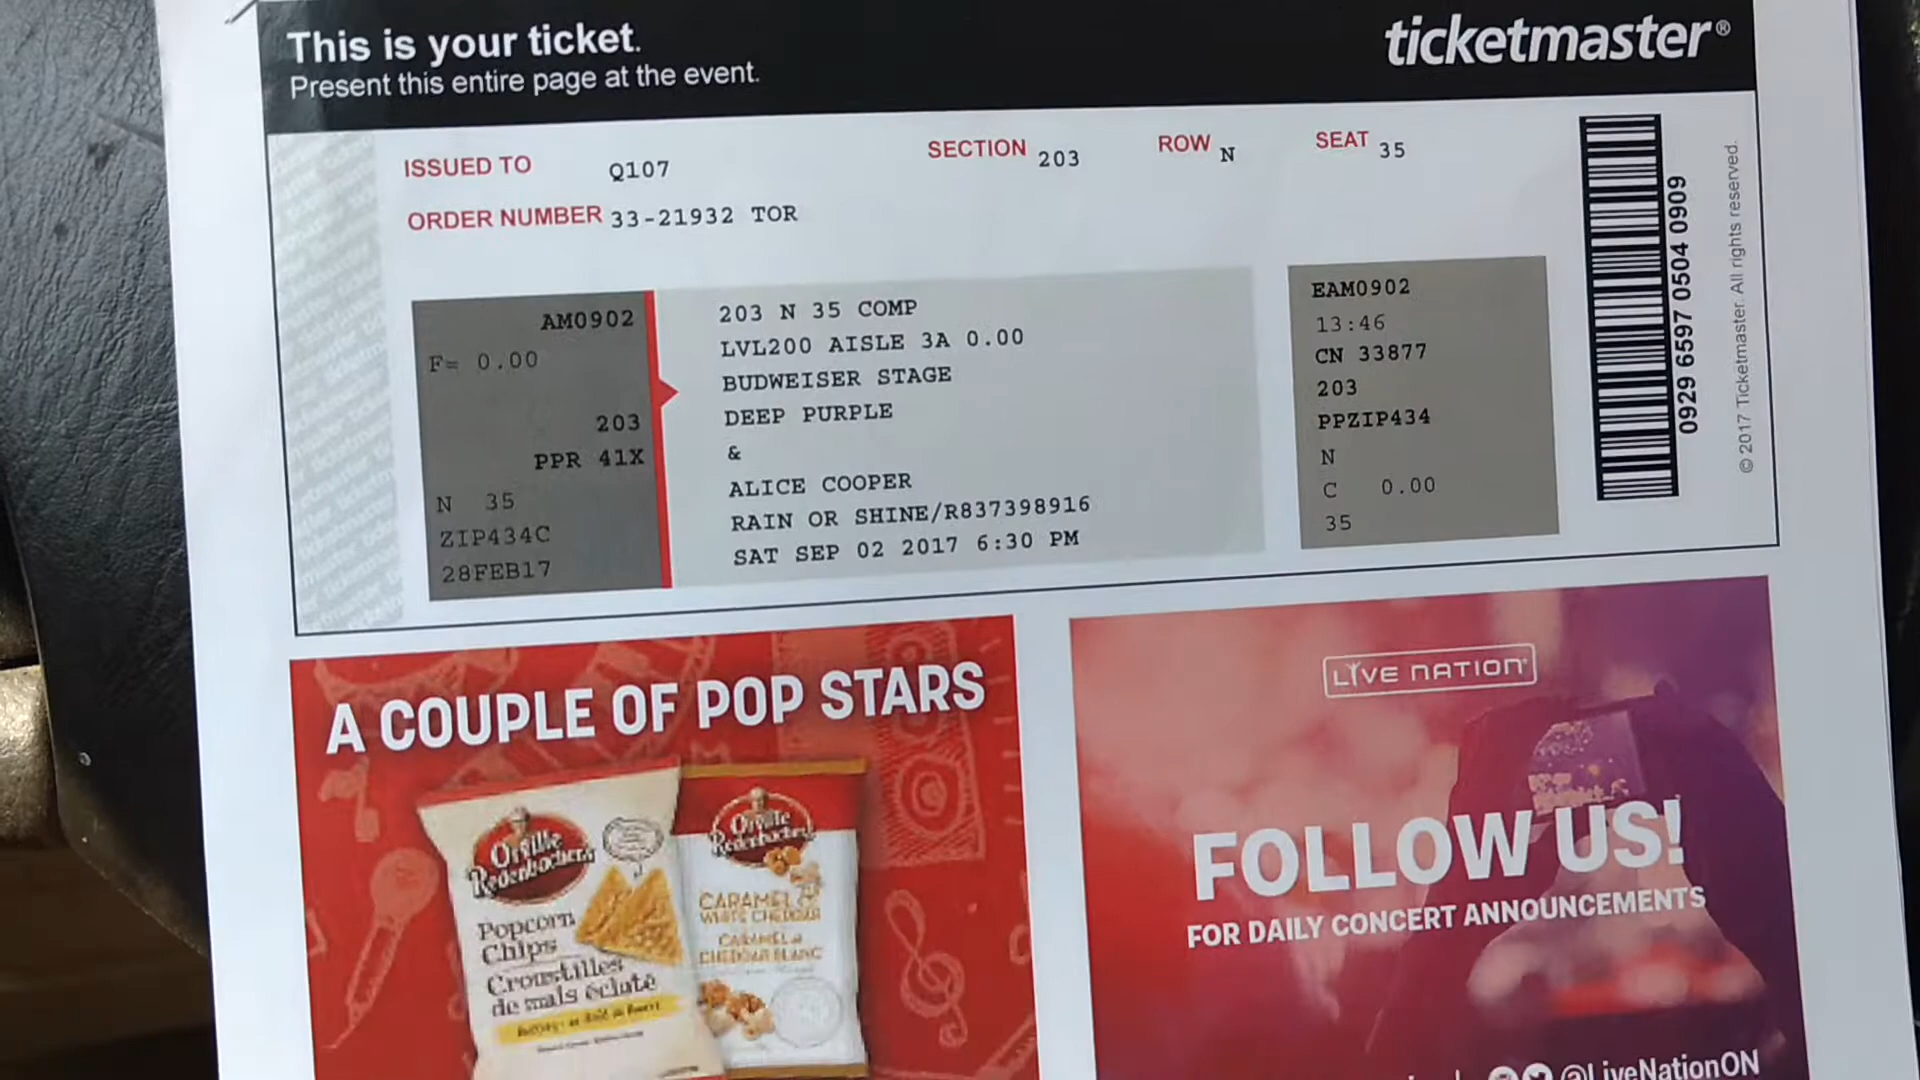 This is your ticket.
Present this entire page at the event.
ticketmaster®
ISSUED TO Q107
SECTION 203
ROW N
SEAT 35
ORDER NUMBER 33-21932 TOR
AM0902
F= 0.00
203
PPR 41X
N 35
ZIP434C
28FEB17
203 N 35 COMP
LVL200 AISLE 3A 0.00
BUDWEISER STAGE
DEEP PURPLE
&
ALICE COOPER
RAIN OR SHINE/R837398916
SAT SEP 02 2017 6:30 PM
EAM0902
13:46
CN 33877
203
PPZIP434
N
C 0.00
35
0929 6597 0504 0909
© 2017 Ticketmaster. All rights reserved.
A COUPLE OF POP STARS
Orville
Redenbacher's
Popcorn
Chips
Croustilles
de maïs éclaté
Orville
Redenbacher's
CARAMEL &
WHITE CHEDDAR
CARAMEL &
CHEDDAR BLANC
LIVE NATION®
FOLLOW US!
FOR DAILY CONCERT ANNOUNCEMENTS
@LiveNationON